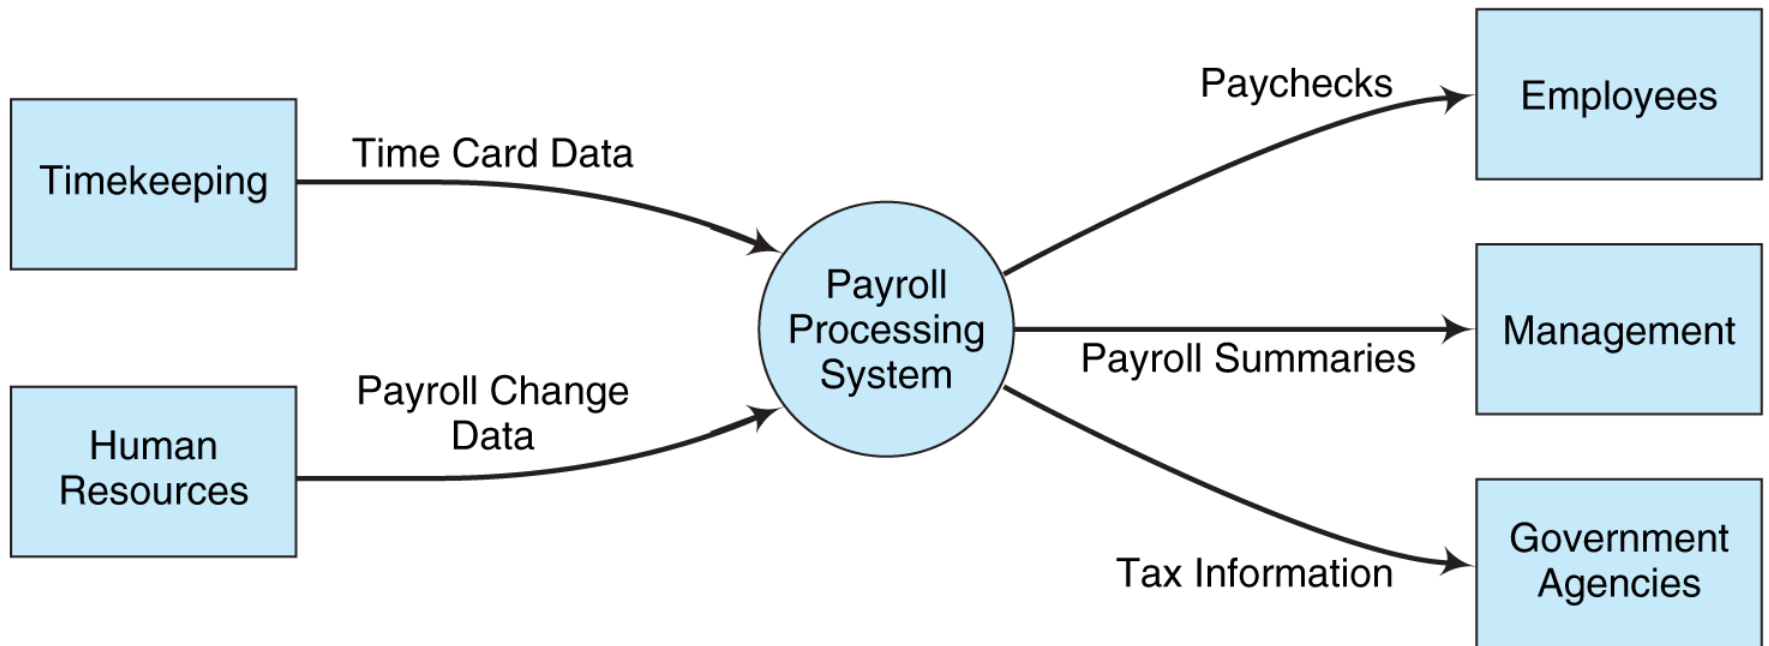 Timekeeping
Time Card Data
Human
Resources
Payroll Change
Data
Payroll
Processing
System
Paychecks
Employees
Payroll Summaries
Management
Tax Information
Government
Agencies